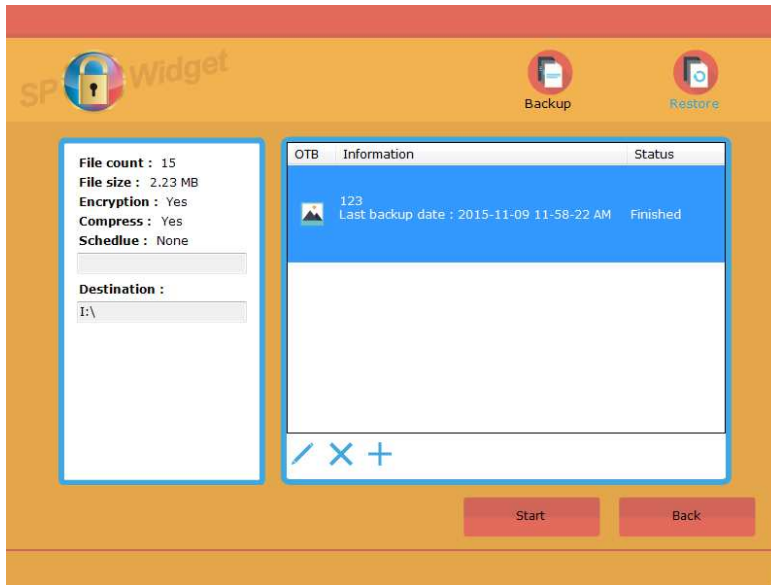 SP Widget
Backup
Restore
File count : 15
File size : 2.23 MB
Encryption : Yes
Compress : Yes
Schedlue : None
Destination :
I:\
OTB Information Status
123
Last backup date : 2015-11-09 11-58-22 AM Finished
Start
Back